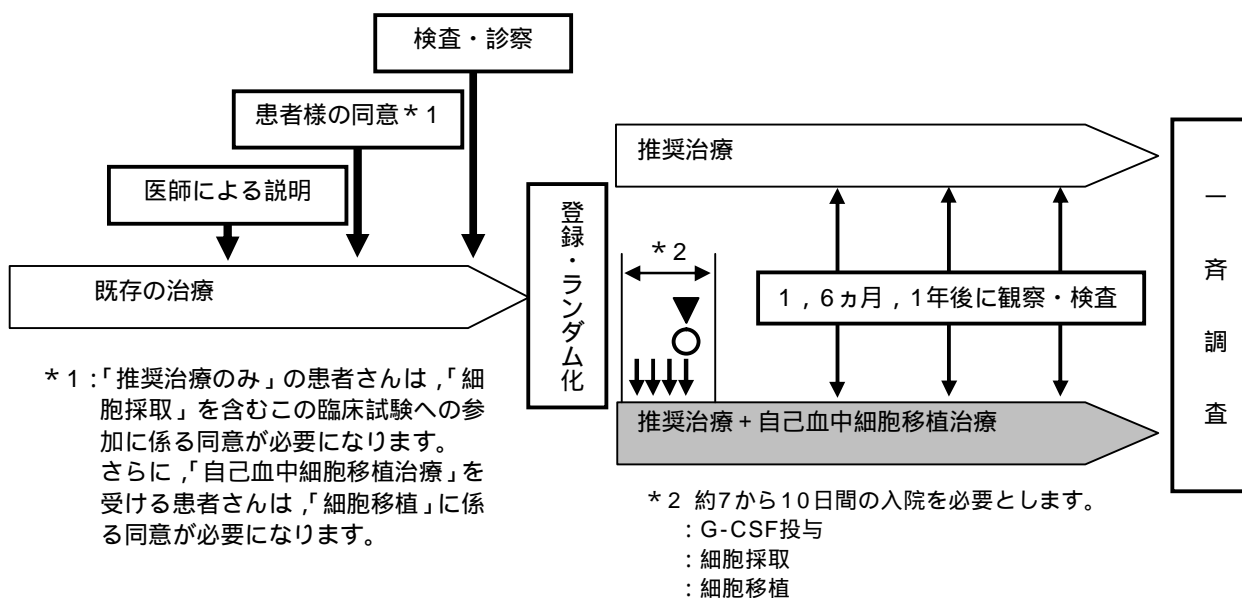 検査・診察
患者様の同意*1
医師による説明
既存の治療
登録・ランダム化
推奨治療
*2
1,6ヵ月,1年後に観察・検査
推奨治療+自己血中細胞移植治療
一斉調査
*1:「推奨治療のみ」の患者さんは,「細
胞採取」を含むこの臨床試験への参
加に係る同意が必要になります。
さらに,「自己血中細胞移植治療」を
受ける患者さんは,「細胞移植」に係
る同意が必要になります。
*2 約7から10日間の入院を必要とします。
:G-CSF投与
:細胞採取
:細胞移植